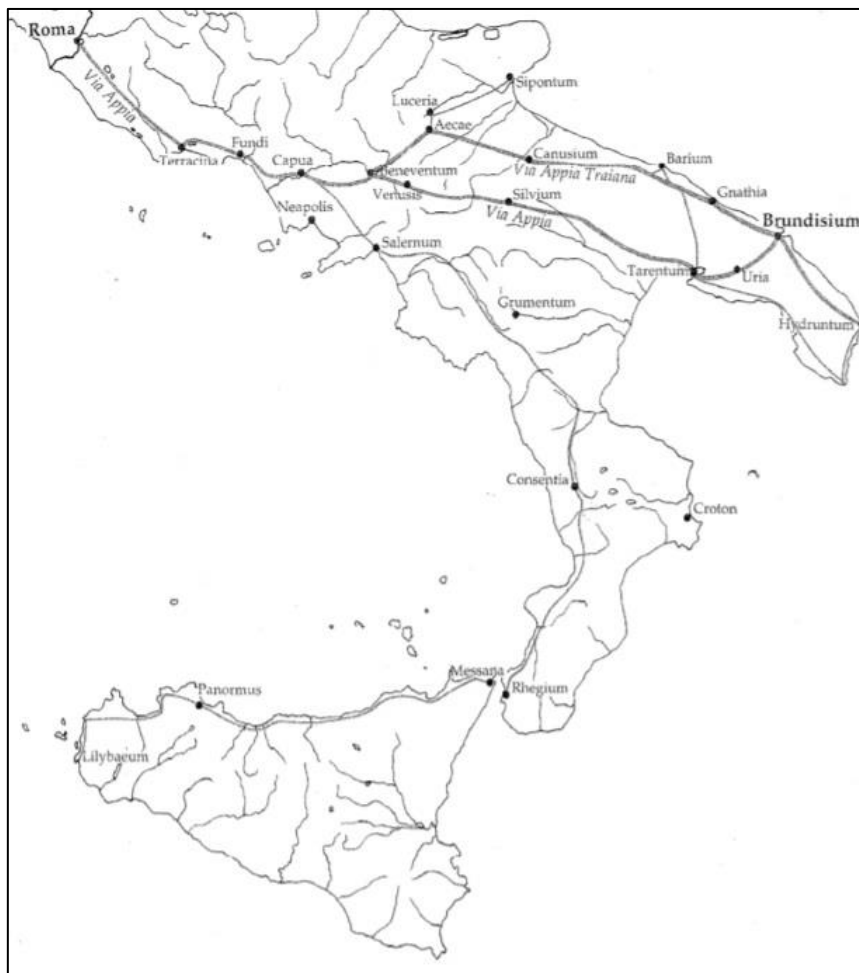 Roma
Via Appia
Sipontum
Luceria
Aecae
Fundi
Terracina
Capua
Beneventum
Canusium
Barium
Via Appia Traiana
Venusis
Silvium
Gnathia
Via Appia
Neapolis
Brundisium
Salernum
Tarentum
Uria
Grumentum
Hydruntum
Consentia
Croton
Messana
Rhegium
Panormus
Lilybaeum